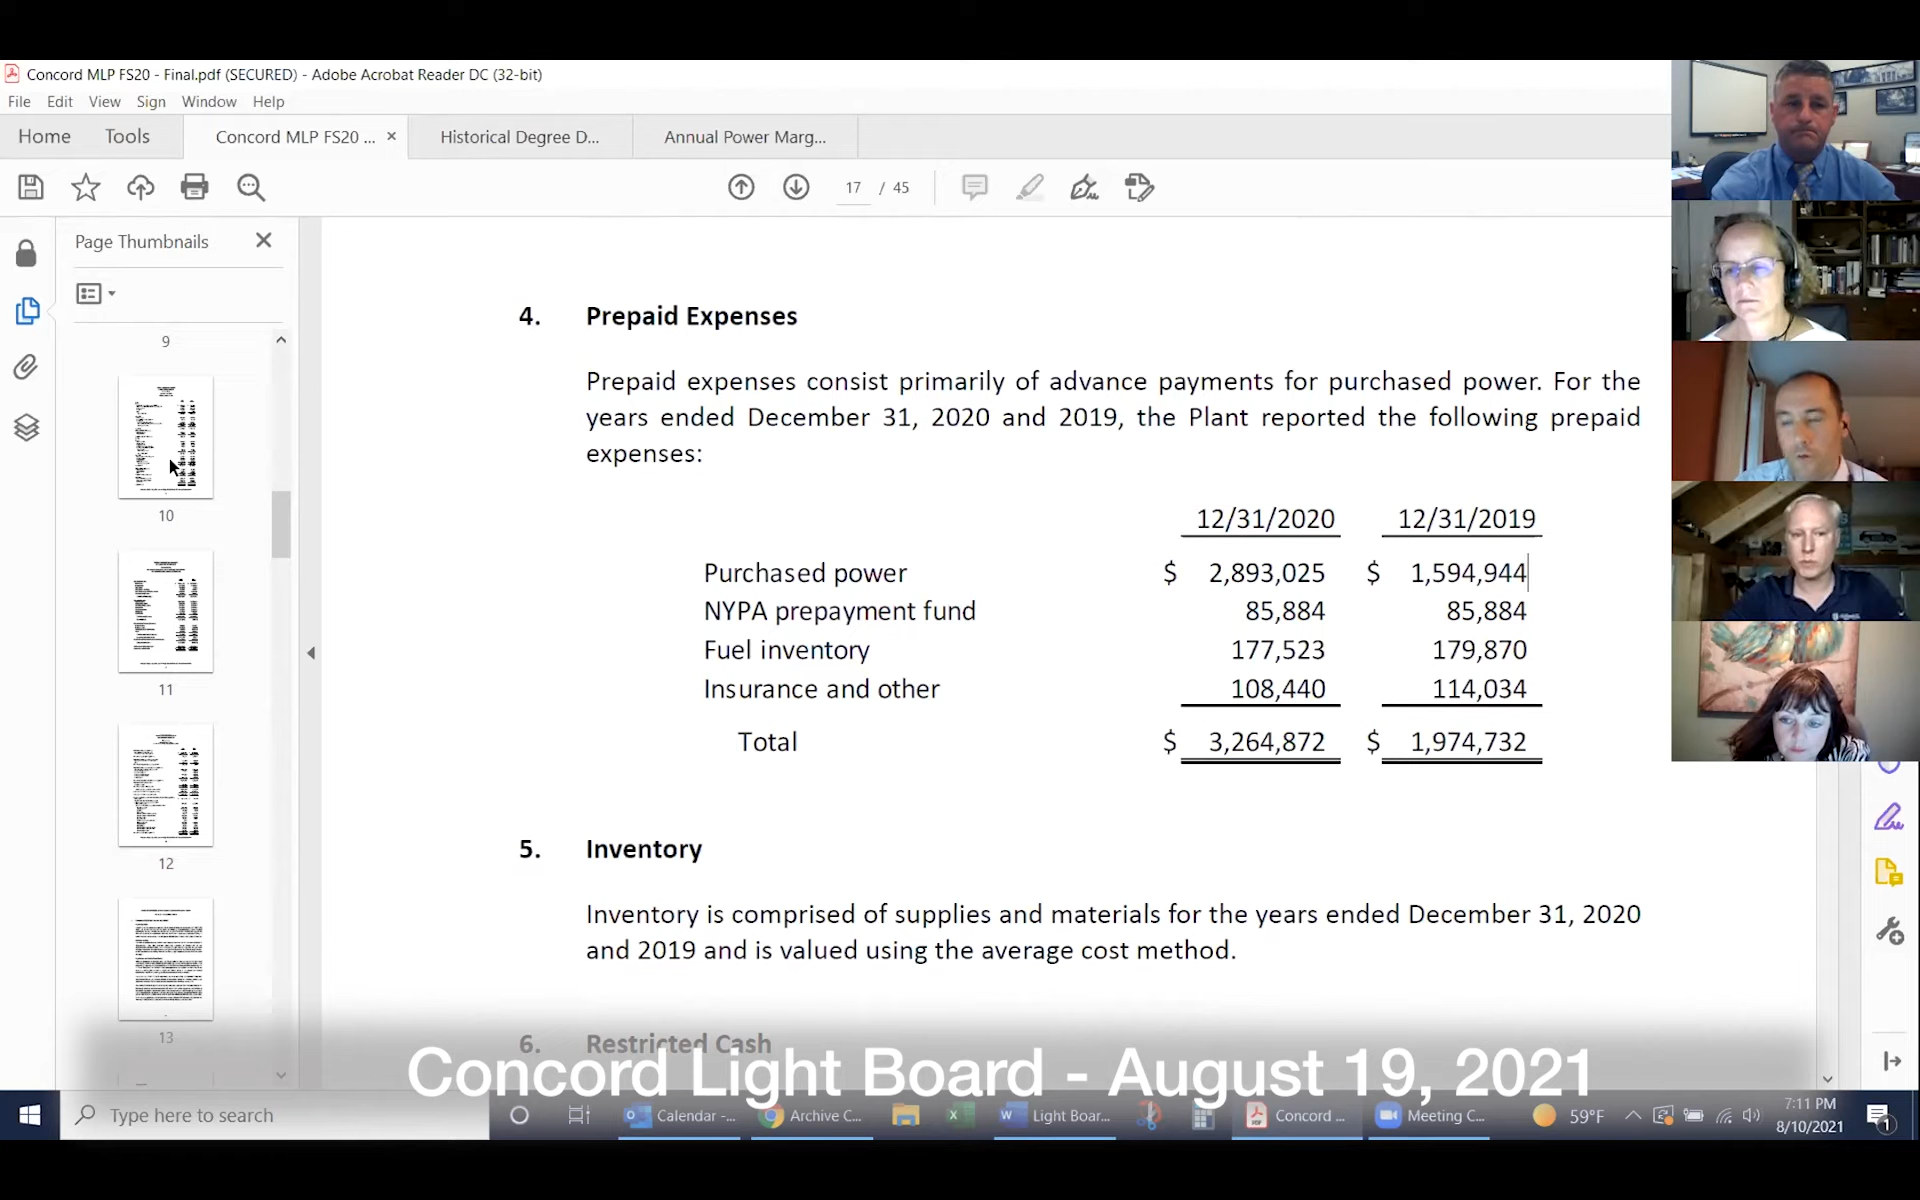 Concord MLP FS20 - Final.pdf (SECURED) - Adobe Acrobat Reader DC (32-bit)
File Edit View Sign Window Help
Home Tools Concord MLP FS20 ... × Historical Degree D... Annual Power Marg...
17 / 45
Page Thumbnails
9
10
11
12
13
4. Prepaid Expenses
Prepaid expenses consist primarily of advance payments for purchased power. For the
years ended December 31, 2020 and 2019, the Plant reported the following prepaid
expenses:
12/31/2020 12/31/2019
Purchased power $ 2,893,025 $ 1,594,944
NYPA prepayment fund 85,884 85,884
Fuel inventory 177,523 179,870
Insurance and other 108,440 114,034
Total $ 3,264,872 $ 1,974,732
5. Inventory
Inventory is comprised of supplies and materials for the years ended December 31, 2020
and 2019 and is valued using the average cost method.
6. Restricted Cash
Concord Light Board - August 19, 2021
Type here to search
Calendar -...
Archive C...
Light Boar...
Concord ...
Meeting C...
59°F
7:11 PM
8/10/2021
1